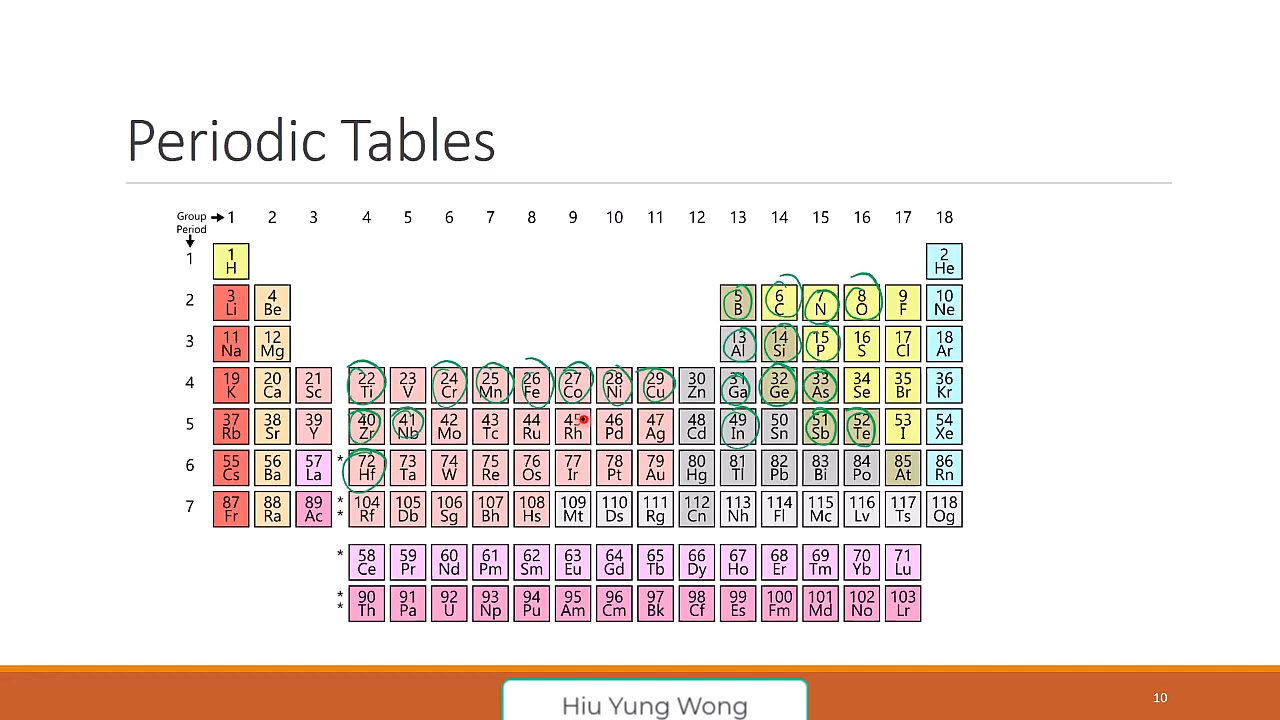 Periodic Tables
Group 1 2 3 4 5 6 7 8 9 10 11 12 13 14 15 16 17 18
Period
1 1 2
H He
2 3 4 5 6 7 8 9 10
Li Be B C N O F Ne
3 11 12 13 14 15 16 17 18
Na Mg Al Si P S Cl Ar
4 19 20 21 22 23 24 25 26 27 28 29 30 31 32 33 34 35 36
K Ca Sc Ti V Cr Mn Fe Co Ni Cu Zn Ga Ge As Se Br Kr
5 37 38 39 40 41 42 43 44 45 46 47 48 49 50 51 52 53 54
Rb Sr Y Zr Nb Mo Tc Ru Rh Pd Ag Cd In Sn Sb Te I Xe
6 55 56 57 * 72 73 74 75 76 77 78 79 80 81 82 83 84 85 86
Cs Ba La Hf Ta W Re Os Ir Pt Au Hg Tl Pb Bi Po At Rn
7 87 88 89 * 104 105 106 107 108 109 110 111 112 113 114 115 116 117 118
Fr Ra Ac * Rf Db Sg Bh Hs Mt Ds Rg Cn Nh Fl Mc Lv Ts Og
* 58 59 60 61 62 63 64 65 66 67 68 69 70 71
Ce Pr Nd Pm Sm Eu Gd Tb Dy Ho Er Tm Yb Lu
* 90 91 92 93 94 95 96 97 98 99 100 101 102 103
* Th Pa U Np Pu Am Cm Bk Cf Es Fm Md No Lr
10
Hiu Yung Wong